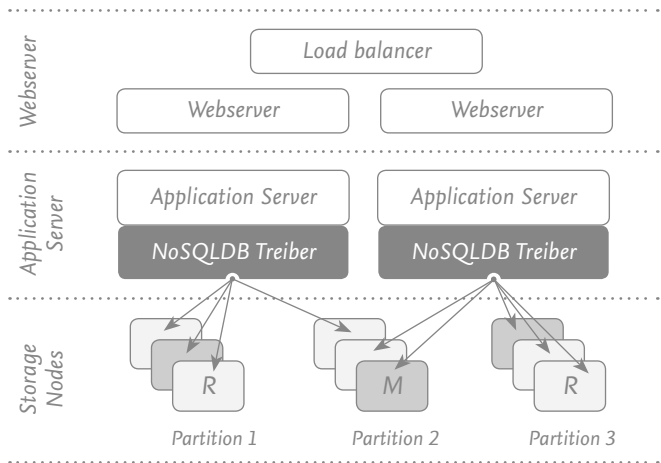 Webserver
Load balancer
Webserver
Webserver
Application
Server
Application Server
Application Server
NoSQLDB Treiber
NoSQLDB Treiber
Storage
Nodes
R
M
R
Partition 1
Partition 2
Partition 3